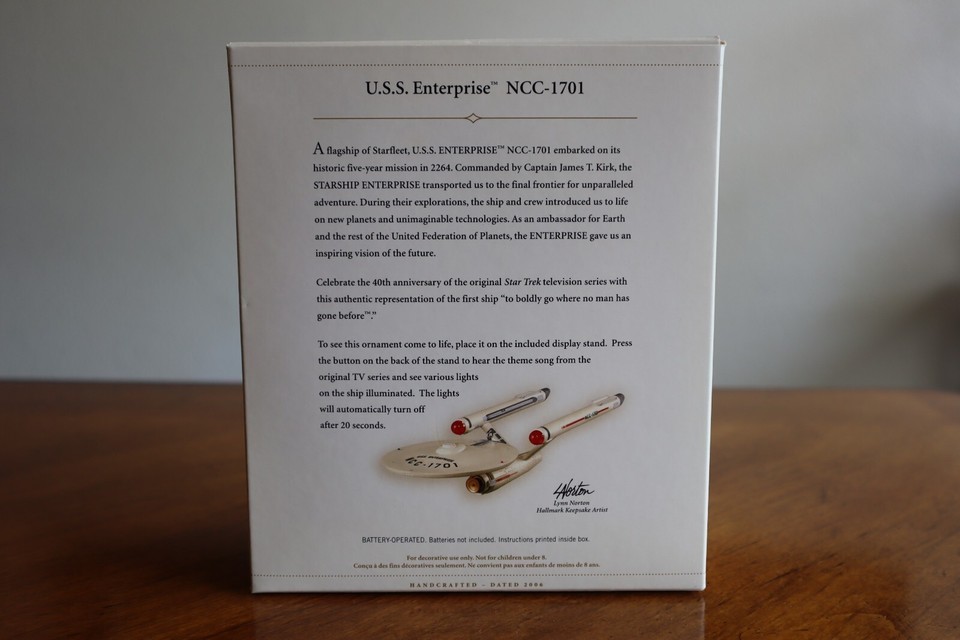 U.S.S. Enterprise™ NCC-1701
A flagship of Starfleet, U.S.S. ENTERPRISE™ NCC-1701 embarked on its
historic five-year mission in 2264. Commanded by Captain James T. Kirk, the
STARSHIP ENTERPRISE transported us to the final frontier for unparalleled
adventure. During their explorations, the ship and crew introduced us to life
on new planets and unimaginable technologies. As an ambassador for Earth
and the rest of the United Federation of Planets, the ENTERPRISE gave us an
inspiring vision of the future.
Celebrate the 40th anniversary of the original Star Trek television series with
this authentic representation of the first ship “to boldly go where no man has
gone before™.”
To see this ornament come to life, place it on the included display stand. Press
the button on the back of the stand to hear the theme song from the
original TV series and see various lights
on the ship illuminated. The lights
will automatically turn off
after 20 seconds.
U.S.S. ENTERPRISE
NCC-1701
LNorton
Lynn Norton
Hallmark Keepsake Artist
BATTERY-OPERATED. Batteries not included. Instructions printed inside box.
For decorative use only. Not for children under 8.
Conçu à des fins décoratives seulement. Ne convient pas aux enfants de moins de 8 ans.
HANDCRAFTED – DATED 2006